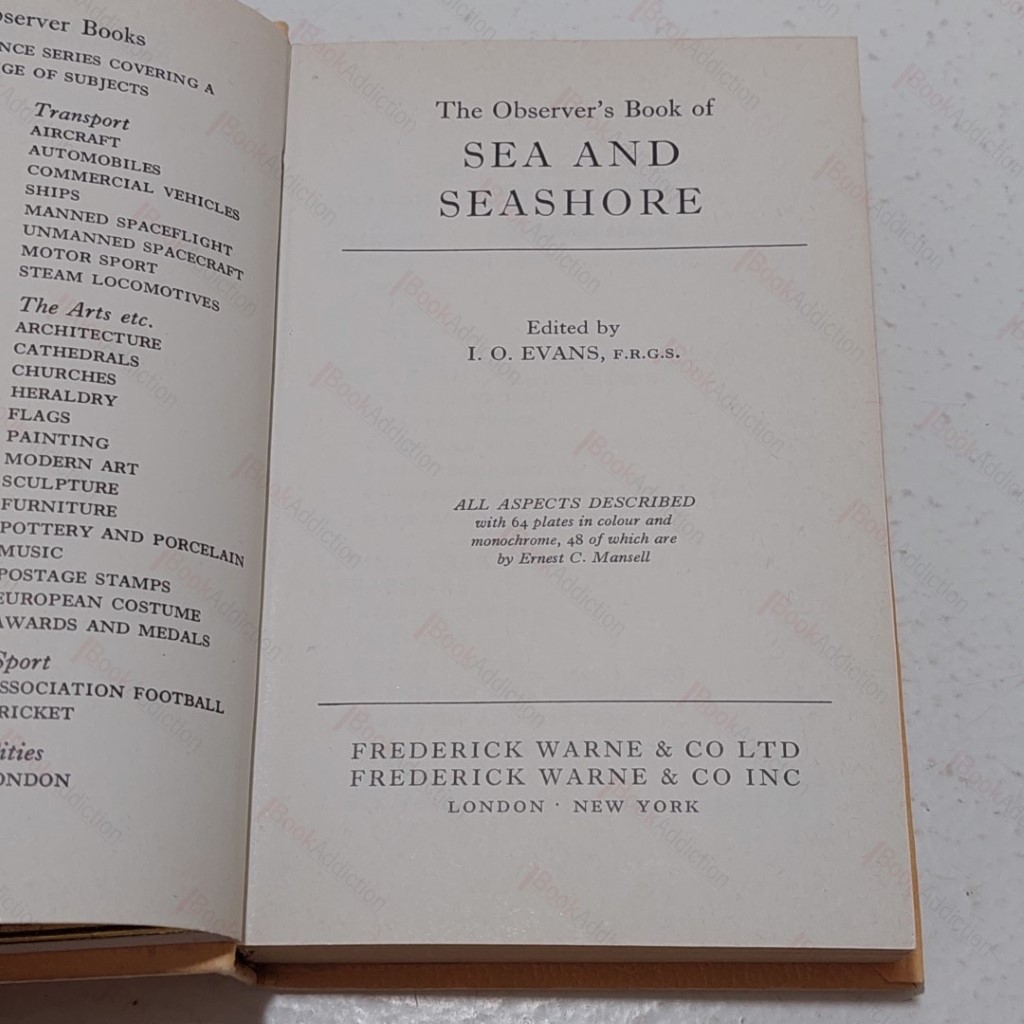 bserver Books
NCE SERIES COVERING A
GE OF SUBJECTS
Transport
AIRCRAFT
AUTOMOBILES
COMMERCIAL VEHICLES
SHIPS
MANNED SPACEFLIGHT
UNMANNED SPACECRAFT
MOTOR SPORT
STEAM LOCOMOTIVES
The Arts etc.
ARCHITECTURE
CATHEDRALS
CHURCHES
HERALDRY
FLAGS
PAINTING
MODERN ART
SCULPTURE
FURNITURE
POTTERY AND PORCELAIN
MUSIC
POSTAGE STAMPS
EUROPEAN COSTUME
AWARDS AND MEDALS
Sport
SSOCIATION FOOTBALL
RICKET
ities
ONDON
The Observer's Book of
SEA AND
SEASHORE
Edited by
I. O. EVANS, F.R.G.S.
ALL ASPECTS DESCRIBED
with 64 plates in colour and
monochrome, 48 of which are
by Ernest C. Mansell
FREDERICK WARNE & CO LTD
FREDERICK WARNE & CO INC
LONDON · NEW YORK
BookAddiction